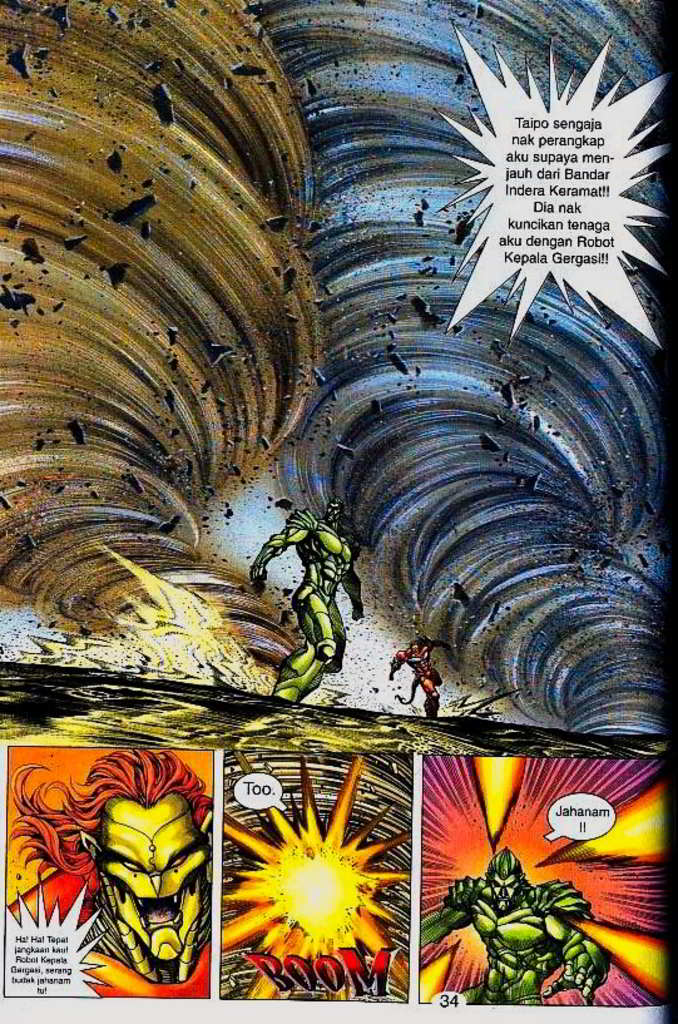 Taipo sengaja
nak perangkap
aku supaya men-
jauh dari Bandar
Indera Keramat!!
Dia nak
kuncikan tenaga
aku dengan Robot
Kepala Gergasi!!
Ha! Ha! Tepat
jangkaan kau!
Robot Kepala
Gergasi, serang
budak jahanam
tu!
Too.
BOOM
Jahanam
!!
34